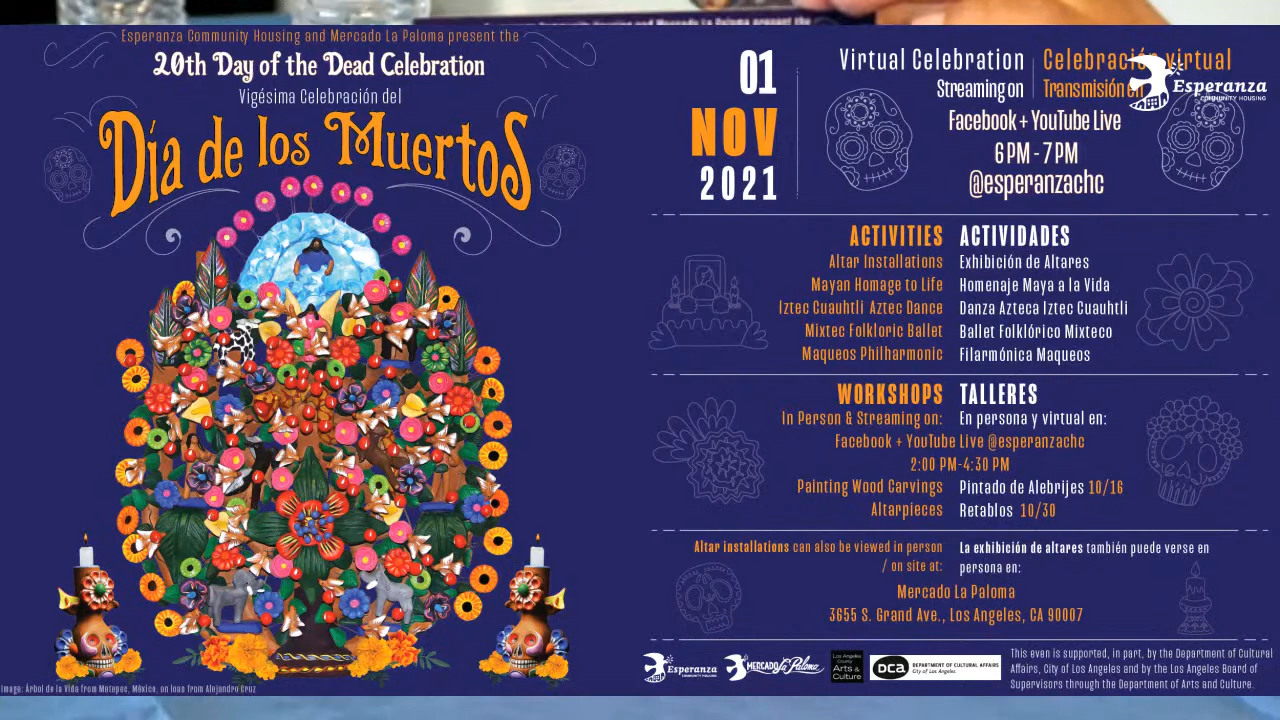 Esperanza Community Housing and Mercado La Paloma present the
20th Day of the Dead Celebration
Vigésima Celebración del
Día de los Muertos
Image: Árbol de la Vida from Metepec, México, on loan from Alejandro Cruz
01
NOV
2021
Virtual Celebration
Streaming on
Celebración virtual
Transmisión en
Facebook + YouTube Live
6 PM - 7 PM
@esperanzachc
Esperanza
COMMUNITY HOUSING
ACTIVITIES ACTIVIDADES
Altar Installations Exhibición de Altares
Mayan Homage to Life Homenaje Maya a la Vida
Iztec Cuauhtli Aztec Dance Danza Azteca Iztec Cuauhtli
Mixtec Folkloric Ballet Ballet Folklórico Mixteco
Maqueos Philharmonic Filarmónica Maqueos
WORKSHOPS TALLERES
In Person & Streaming on: En persona y virtual en:
Facebook + YouTube Live @esperanzachc
2:00 PM-4:30 PM
Painting Wood Carvings Pintado de Alebrijes 10/16
Altarpieces Retablos 10/30
Altar installations can also be viewed in person
/ on site at:
La exhibición de altares también puede verse en
persona en:
Mercado La Paloma
3655 S. Grand Ave., Los Angeles, CA 90007
Esperanza
COMMUNITY HOUSING
MERCADO La Paloma
Los Angeles
County
Arts &
Culture
DCA
DEPARTMENT OF CULTURAL AFFAIRS
City of Los Angeles
This even is supported, in part, by the Department of Cultural
Affairs, City of Los Angeles and by the Los Angeles Board of
Supervisors through the Department of Arts and Culture.